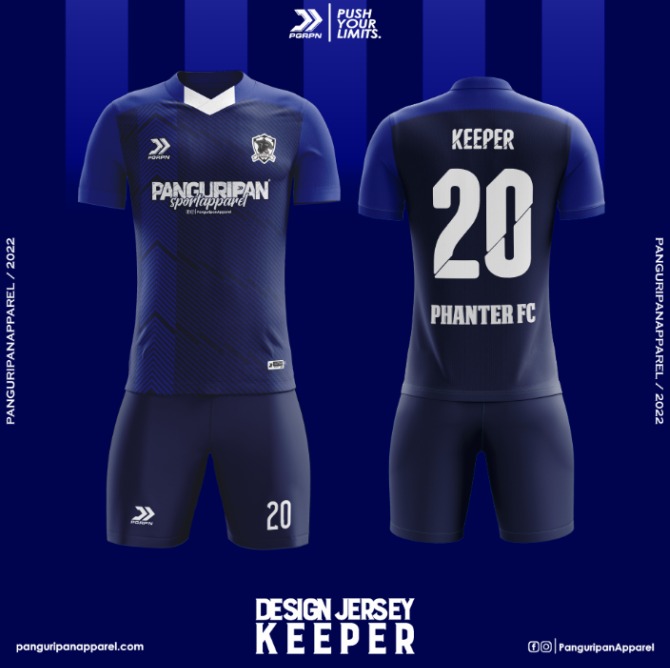 PGRPN
PUSH
YOUR
LIMITS.
PGRPN
PANGURIPAN
sportapparel
PanguripanApparel
PGRPN
20
KEEPER
20
PHANTER FC
PANGURIPANAPPAREL / 2022
PANGURIPANAPPAREL / 2022
DESIGN JERSEY
KEEPER
panguripanapparel.com
PanguripanApparel